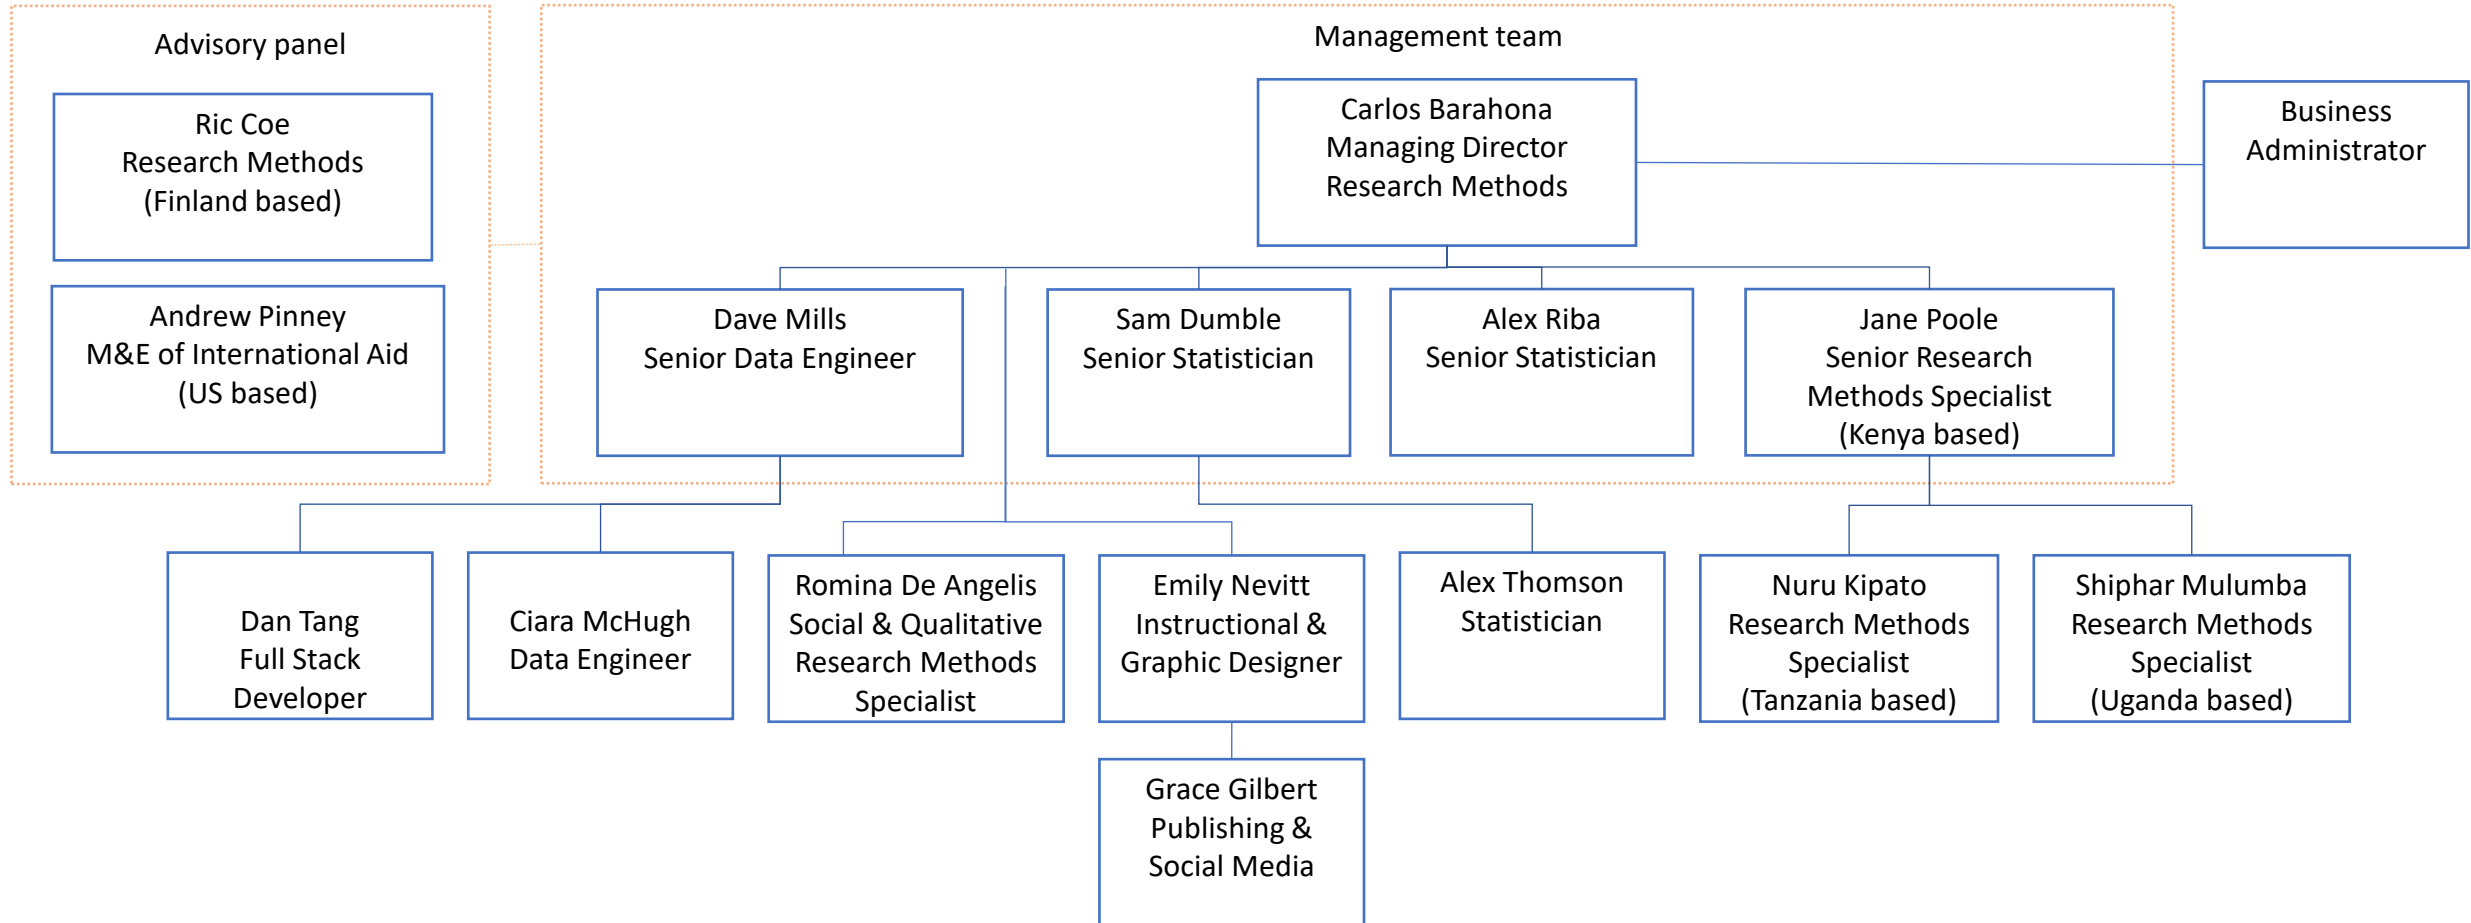 Advisory panel
Ric Coe
Research Methods
(Finland based)
Andrew Pinney
M&E of International Aid
(US based)
Management team
Carlos Barahona
Managing Director
Research Methods
Business
Administrator
Dave Mills
Senior Data Engineer
Sam Dumble
Senior Statistician
Alex Riba
Senior Statistician
Jane Poole
Senior Research
Methods Specialist
(Kenya based)
Dan Tang
Full Stack
Developer
Ciara McHugh
Data Engineer
Romina De Angelis
Social & Qualitative
Research Methods
Specialist
Emily Nevitt
Instructional &
Graphic Designer
Alex Thomson
Statistician
Nuru Kipato
Research Methods
Specialist
(Tanzania based)
Shiphar Mulumba
Research Methods
Specialist
(Uganda based)
Grace Gilbert
Publishing &
Social Media